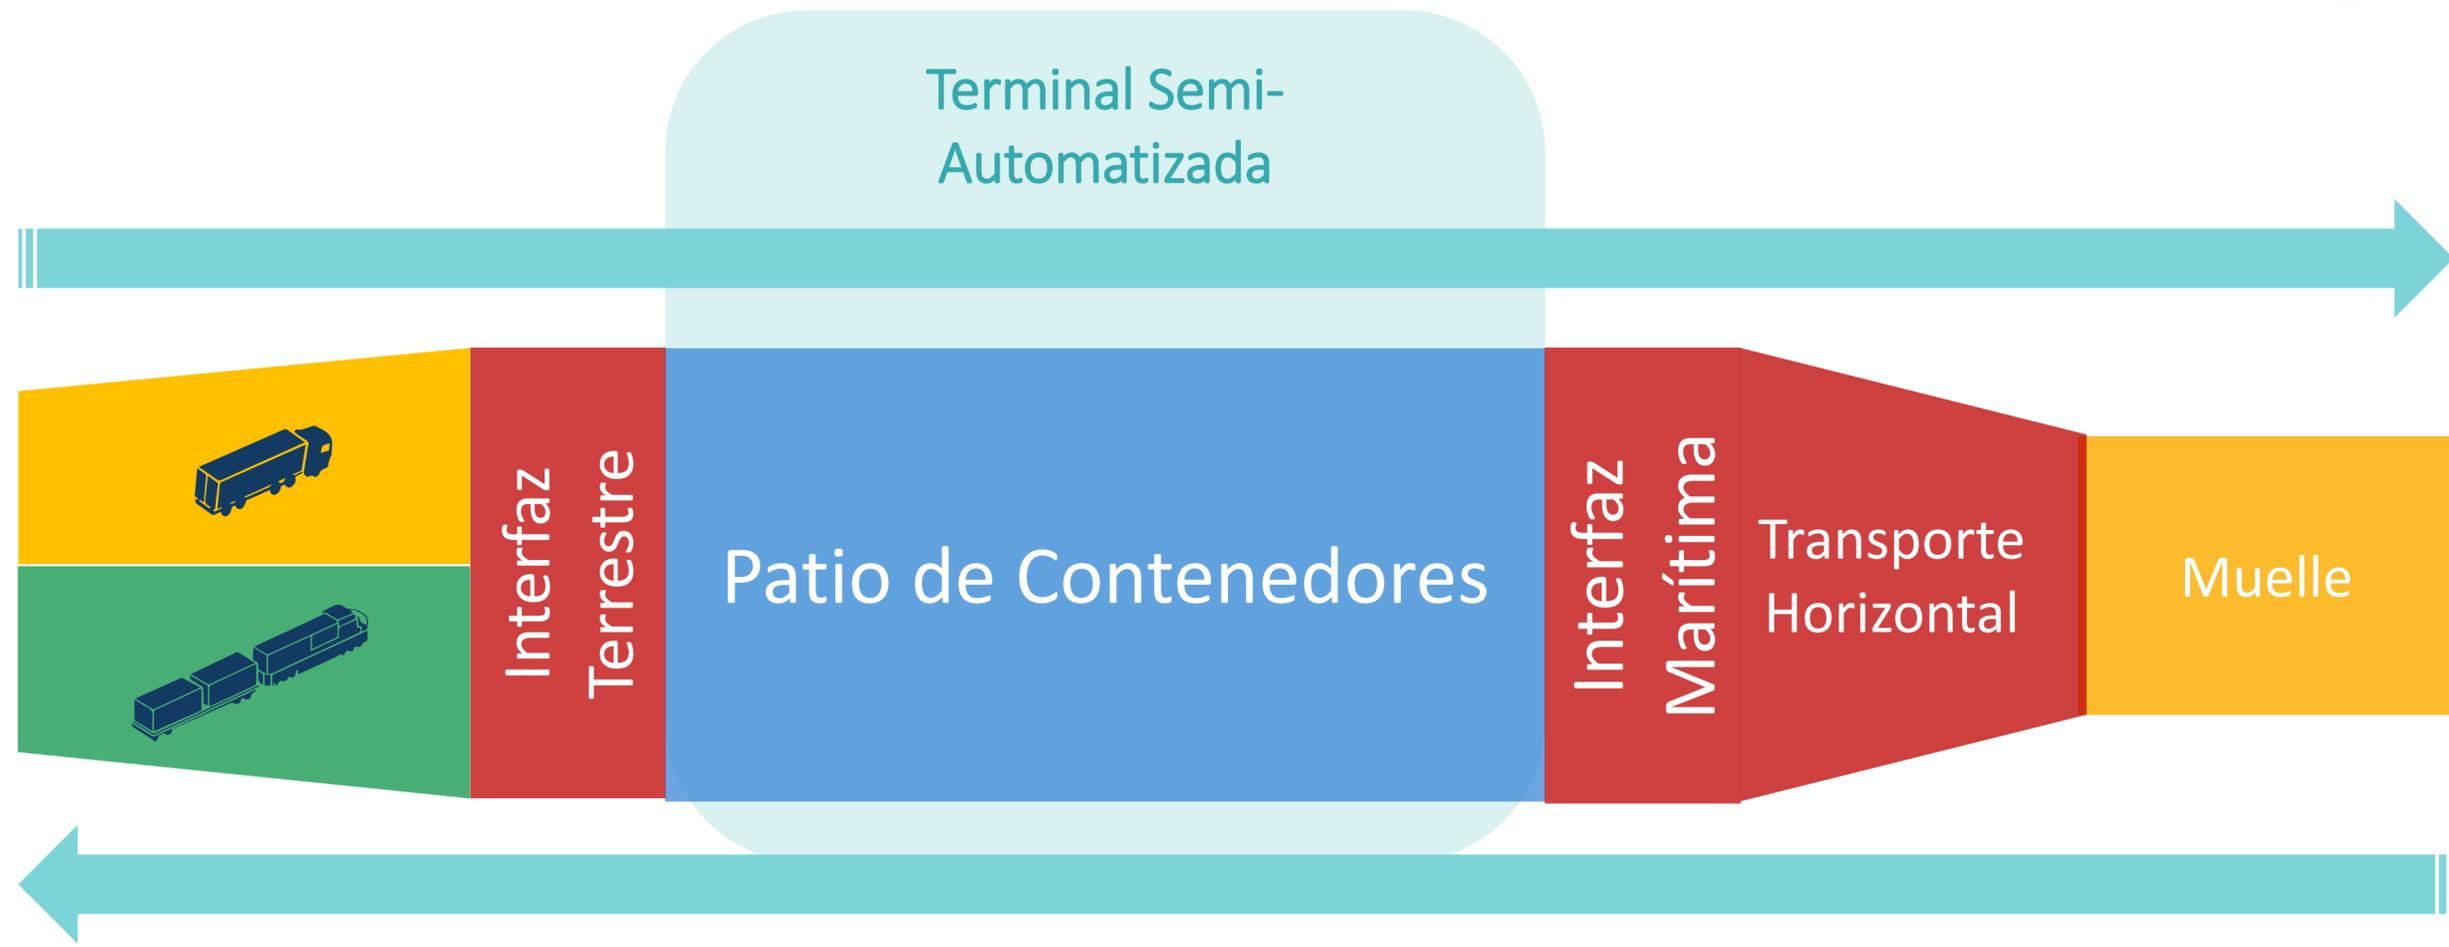 Terminal Semi-
Automatizada
Interfaz
Terrestre
Patio de Contenedores
Interfaz
Marítima
Transporte
Horizontal
Muelle